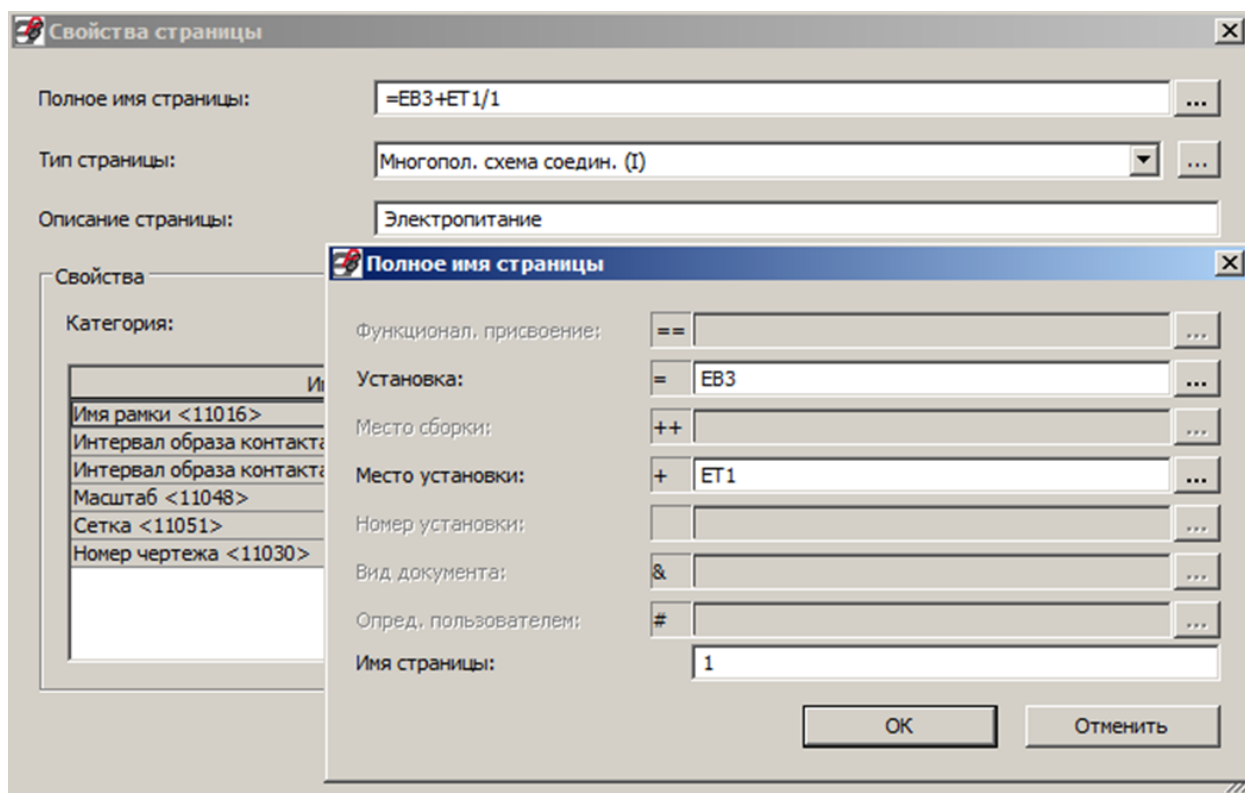 Свойства страницы
Полное имя страницы: =EB3+ET1/1 ...
Тип страницы: Многопол. схема соедин. (I) ...
Описание страницы: Электропитание
Свойства
Категория:
Имя рамки <11016>
Интервал образа контакта
Интервал образа контакта
Масштаб <11048>
Сетка <11051>
Номер чертежа <11030>
Полное имя страницы
Функционал. присвоение: == ...
Установка: = EB3 ...
Место сборки: ++ ...
Место установки: + ET1 ...
Номер установки: ...
Вид документа: & ...
Опред. пользователем: # ...
Имя страницы: 1
OK Отменить